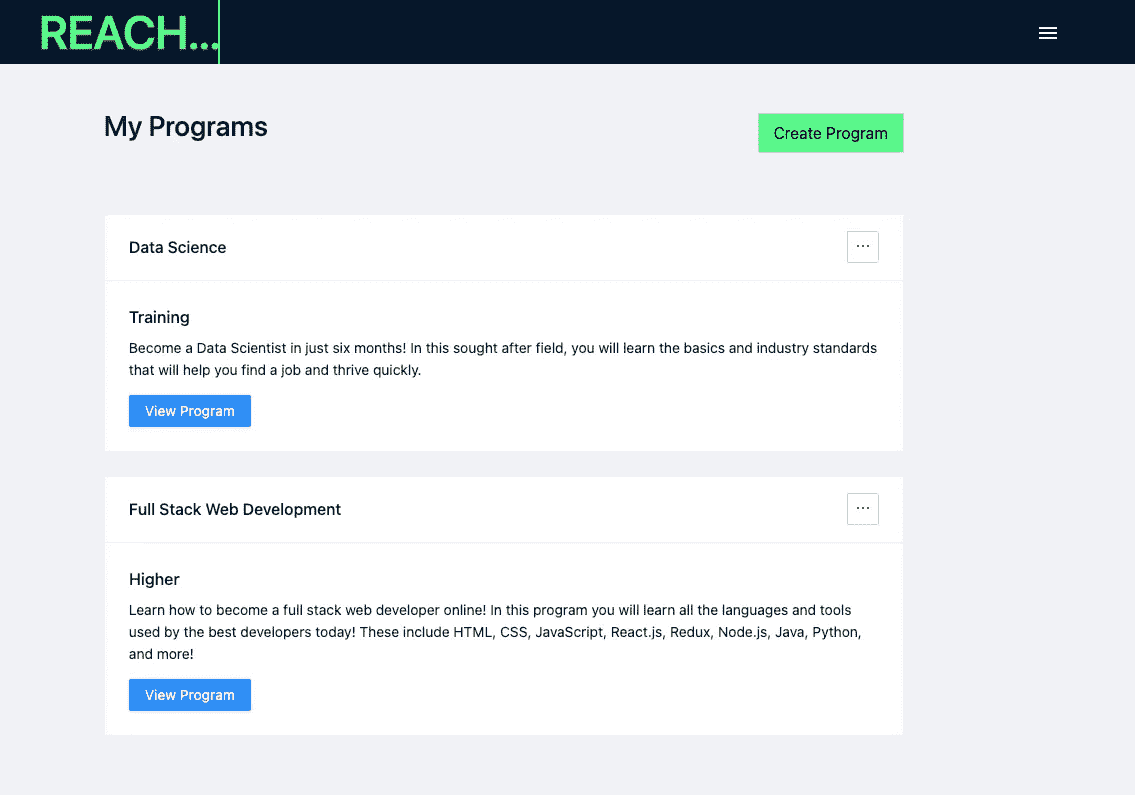 REACH...
My Programs
Create Program
Data Science
...
Training
Become a Data Scientist in just six months! In this sought after field, you will learn the basics and industry standards
that will help you find a job and thrive quickly.
View Program
Full Stack Web Development
...
Higher
Learn how to become a full stack web developer online! In this program you will learn all the languages and tools
used by the best developers today! These include HTML, CSS, JavaScript, React.js, Redux, Node.js, Java, Python,
and more!
View Program